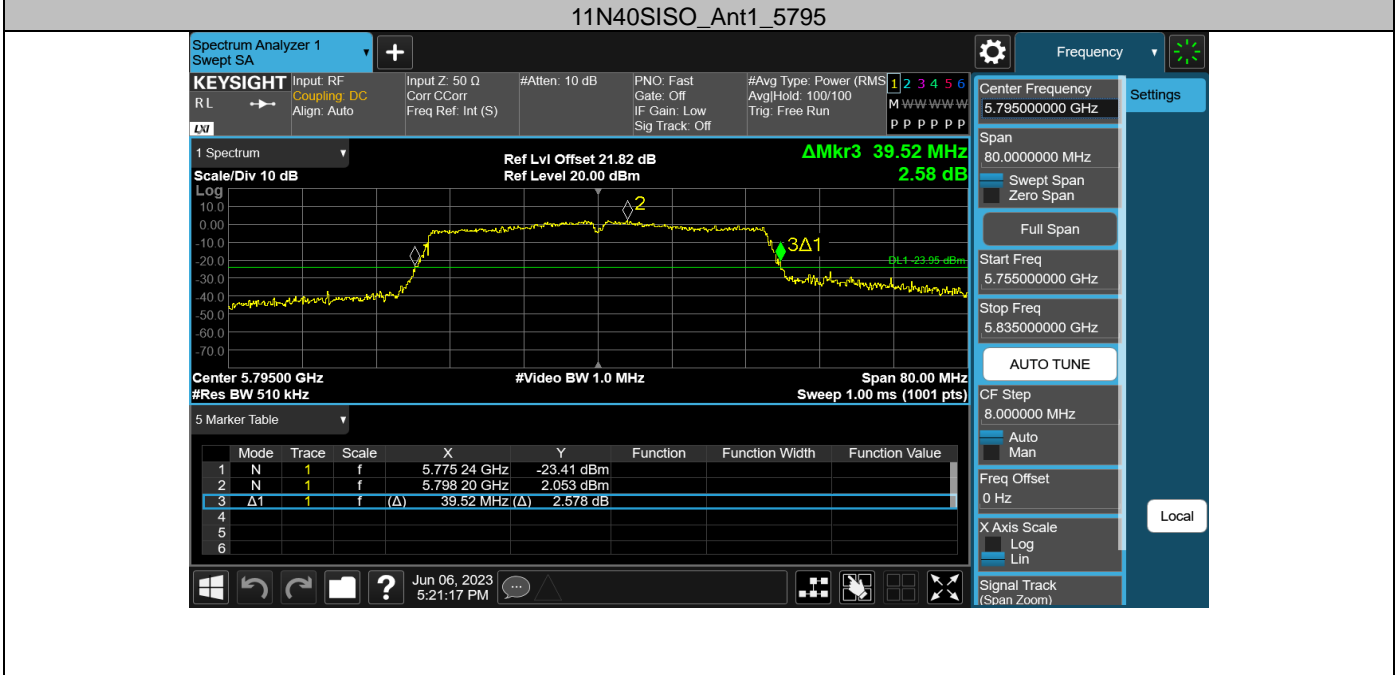 11N40SISO_Ant1_5795
Spectrum Analyzer 1
Swept SA
+
Frequency
KEYSIGHT
RL
LXI
Input: RF
Coupling: DC
Align: Auto
Input Z: 50 Ω
Corr CCorr
Freq Ref: Int (S)
#Atten: 10 dB
PNO: Fast
Gate: Off
IF Gain: Low
Sig Track: Off
#Avg Type: Power (RMS
Avg|Hold: 100/100
Trig: Free Run
1 2 3 4 5 6
M W W W W W
P P P P P P
1 Spectrum
Scale/Div 10 dB
Ref Lvl Offset 21.82 dB
Ref Level 20.00 dBm
ΔMkr3 39.52 MHz
2.58 dB
Log
10.0
0.00
-10.0
-20.0
-30.0
-40.0
-50.0
-60.0
-70.0
1
2
3Δ1
DL1 -23.95 dBm
Center 5.79500 GHz
#Video BW 1.0 MHz
Span 80.00 MHz
#Res BW 510 kHz
Sweep 1.00 ms (1001 pts)
5 Marker Table
Mode Trace Scale X Y Function Function Width Function Value
1 N 1 f 5.775 24 GHz -23.41 dBm
2 N 1 f 5.798 20 GHz 2.053 dBm
3 Δ1 1 f (Δ) 39.52 MHz (Δ) 2.578 dB
4
5
6
Jun 06, 2023
5:21:17 PM
?
Center Frequency
5.795000000 GHz
Settings
Span
80.0000000 MHz
Swept Span
Zero Span
Full Span
Start Freq
5.755000000 GHz
Stop Freq
5.835000000 GHz
AUTO TUNE
CF Step
8.000000 MHz
Auto
Man
Freq Offset
0 Hz
X Axis Scale
Log
Lin
Signal Track
(Span Zoom)
Local